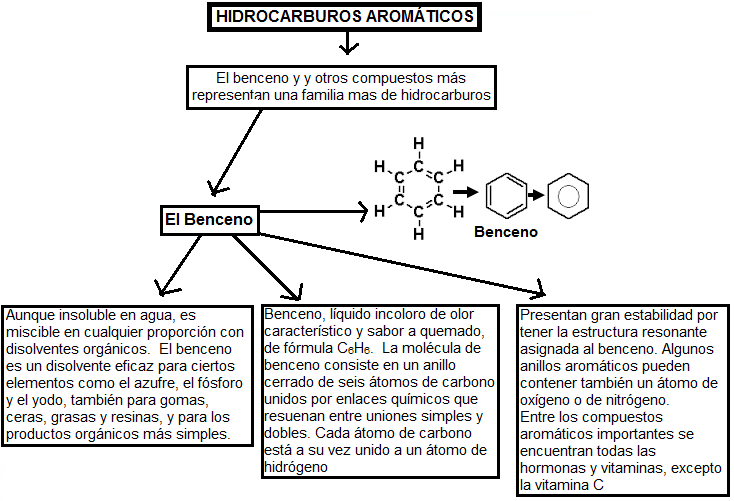 HIDROCARBUROS AROMÁTICOS
El benceno y y otros compuestos más
representan una familia mas de hidrocarburos
H H
H C H
C C
C C
H C H
H
Benceno
El Benceno
Aunque insoluble en agua, es
miscible en cualquier proporción con
disolventes orgánicos. El benceno
es un disolvente eficaz para ciertos
elementos como el azufre, el fósforo
y el yodo, también para gomas,
ceras, grasas y resinas, y para los
productos orgánicos más simples.
Benceno, líquido incoloro de olor
característico y sabor a quemado,
de fórmula C₆H₆. La molécula de
benceno consiste en un anillo
cerrado de seis átomos de carbono
unidos por enlaces químicos que
resuenan entre uniones simples y
dobles. Cada átomo de carbono
está a su vez unido a un átomo de
hidrógeno
Presentan gran estabilidad por
tener la estructura resonante
asignada al benceno. Algunos
anillos aromáticos pueden
contener también un átomo de
oxígeno o de nitrógeno.
Entre los compuestos
aromáticos importantes se
encuentran todas las
hormonas y vitaminas, excepto
la vitamina C